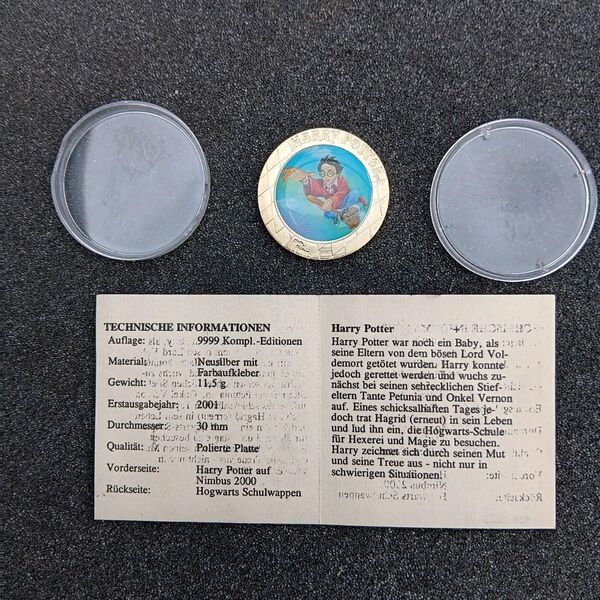 HARRY POTTER
TECHNISCHE INFORMATIONEN
Auflage: 9999 Kompl.-Editionen
Material: Neusilber mit
Farbaufkleber
Gewicht: 11,5 g
Erstausgabejahr: 2001
Durchmesser: 30 mm
Qualität: Polierte Platte
Vorderseite: Harry Potter auf
Nimbus 2000
Rückseite: Hogwarts Schulwappen
Harry Potter
Harry Potter war noch ein Baby, als
seine Eltern von dem bösen Lord Vol-
demort getötet wurden. Harry konnte
jedoch gerettet werden und wuchs zu-
nächst bei seinen schrecklichen Stief-
eltern Tante Petunia und Onkel Vernon
auf. Eines schicksalhaften Tages je-
doch trat Hagrid (erneut) in sein Leben
und lud ihn ein, die Hogwarts-Schule
für Hexerei und Magie zu besuchen.
Harry zeichnet sich durch seinen Mut
und seine Treue aus - nicht nur in
schwierigen Situationen!